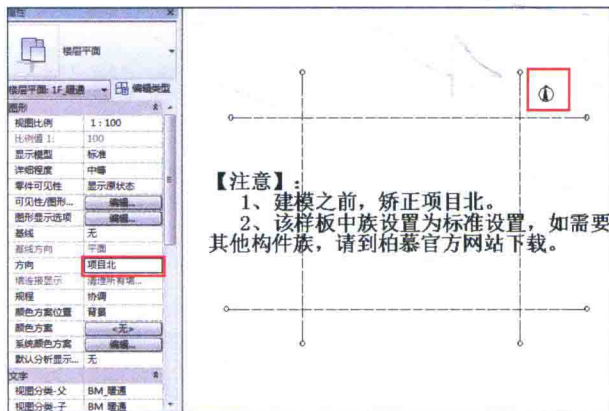 属性
楼层平面
楼层平面: 1F_暖通
编辑类型
图形
视图比例 1 : 100
比例值 1: 100
显示模型 标准
详细程度 中等
零件可见性 显示原状态
可见性/图形... 编辑...
图形显示选项 编辑...
基线 无
基线方向 平面
方向 项目北
墙连接显示 清理所有墙...
规程 协调
颜色方案位置 背景
颜色方案 <无>
系统颜色方案 编辑...
默认分析显示... 无
文字
视图分类-父 BM_暖通
视图分类-子 BM 暖通
【注意】:
1、建模之前，矫正项目北。
2、该样板中族设置为标准设置，如需要
其他构件族，请到柏慕官方网站下载。